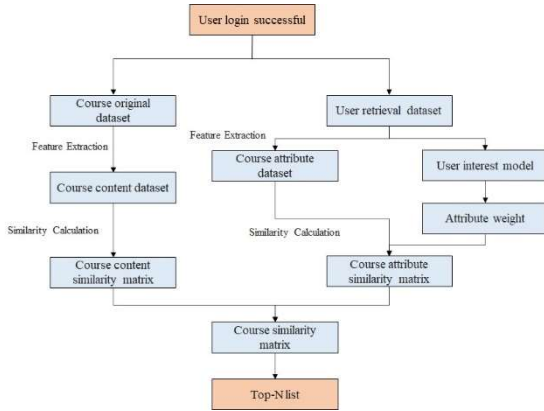 User login successful
Course original
dataset
User retrieval dataset
Feature Extraction
Feature Extraction
Course attribute
dataset
User interest model
Course content dataset
Attribute weight
Similarity Calculation
Similarity Calculation
Course content
similarity matrix
Course attribute
similarity matrix
Course similarity
matrix
Top-N list